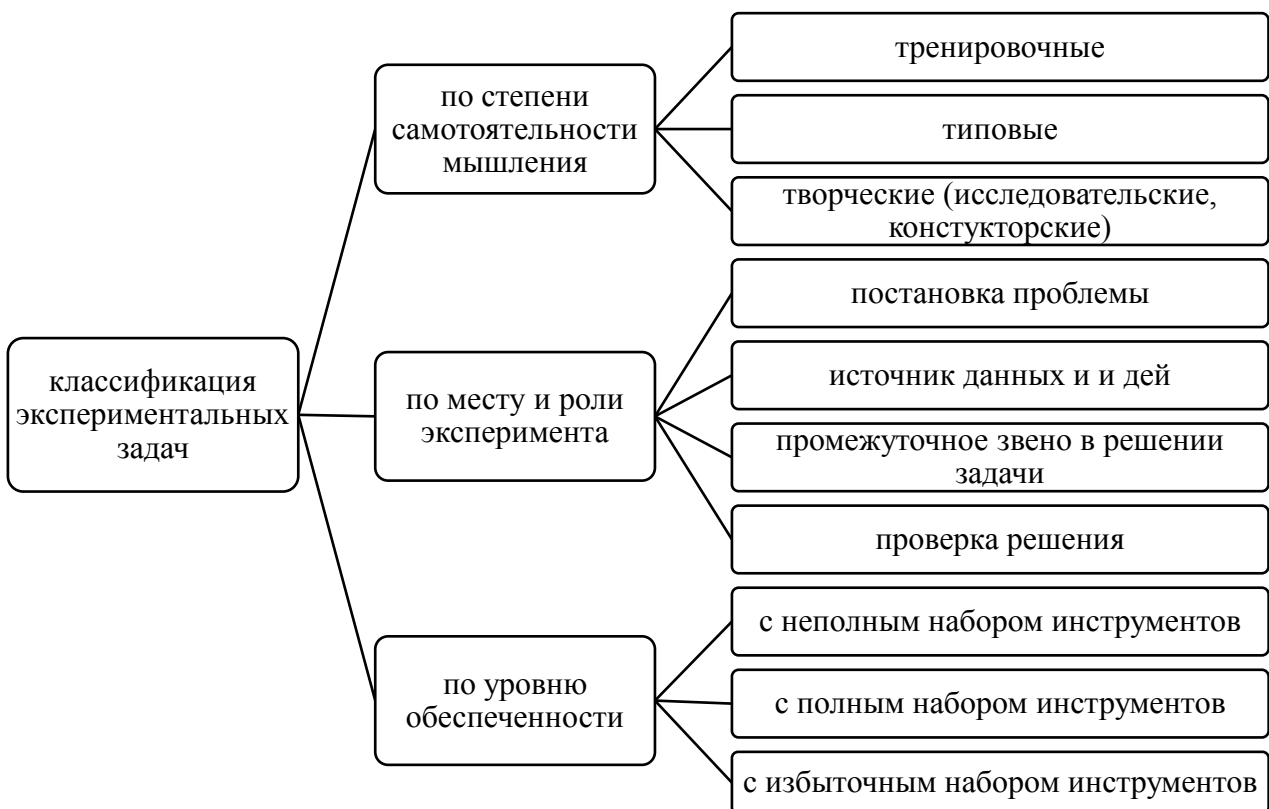 классификация
экспериментальных
задач
по степени
самотоятельности
мышления
тренировочные
типовые
творческие (исследовательские,
констукторские)
по месту и роли
эксперимента
постановка проблемы
источник данных и и дей
промежуточное звено в решении
задачи
проверка решения
по уровню
обеспеченности
с неполным набором инструментов
с полным набором инструментов
с избыточным набором инструментов